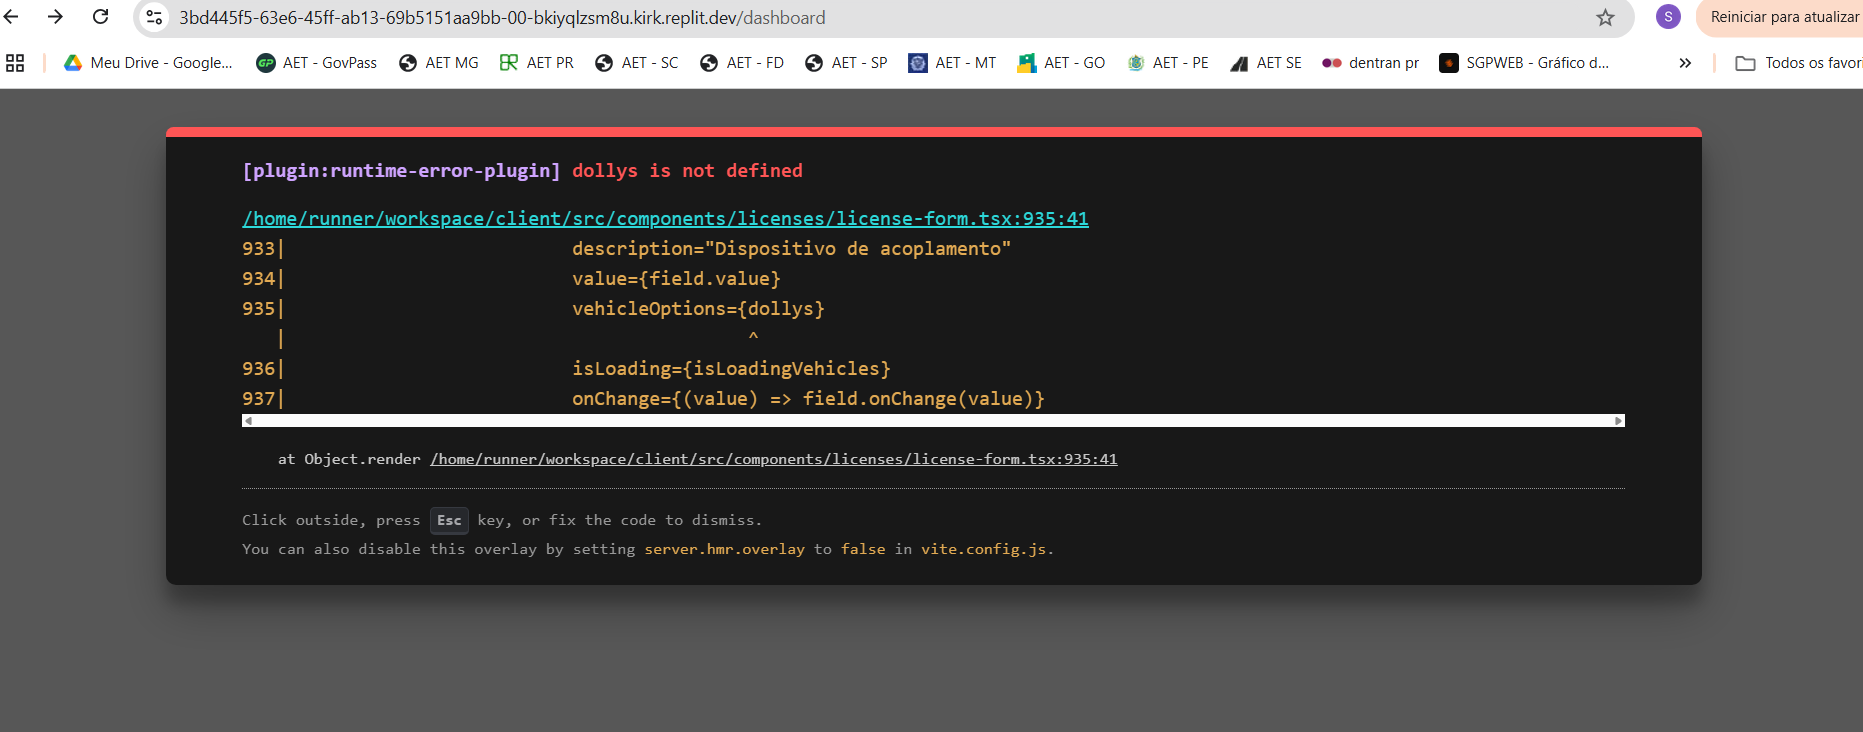 3bd445f5-63e6-45ff-ab13-69b5151aa9bb-00-bkiyqlzsm8u.kirk.replit.dev/dashboard
S
Reiniciar para atualizar
Meu Drive - Google... GP AET - GovPass AET MG AET PR AET - SC AET - FD AET - SP AET - MT AET - GO AET - PE AET SE dentran pr SGPWEB - Gráfico d... » Todos os favori
[plugin:runtime-error-plugin] dollys is not defined
/home/runner/workspace/client/src/components/licenses/license-form.tsx:935:41
933| description="Dispositivo de acoplamento"
934| value={field.value}
935| vehicleOptions={dollys}
| ^
936| isLoading={isLoadingVehicles}
937| onChange={(value) => field.onChange(value)}
at Object.render /home/runner/workspace/client/src/components/licenses/license-form.tsx:935:41
Click outside, press Esc key, or fix the code to dismiss.
You can also disable this overlay by setting server.hmr.overlay to false in vite.config.js.